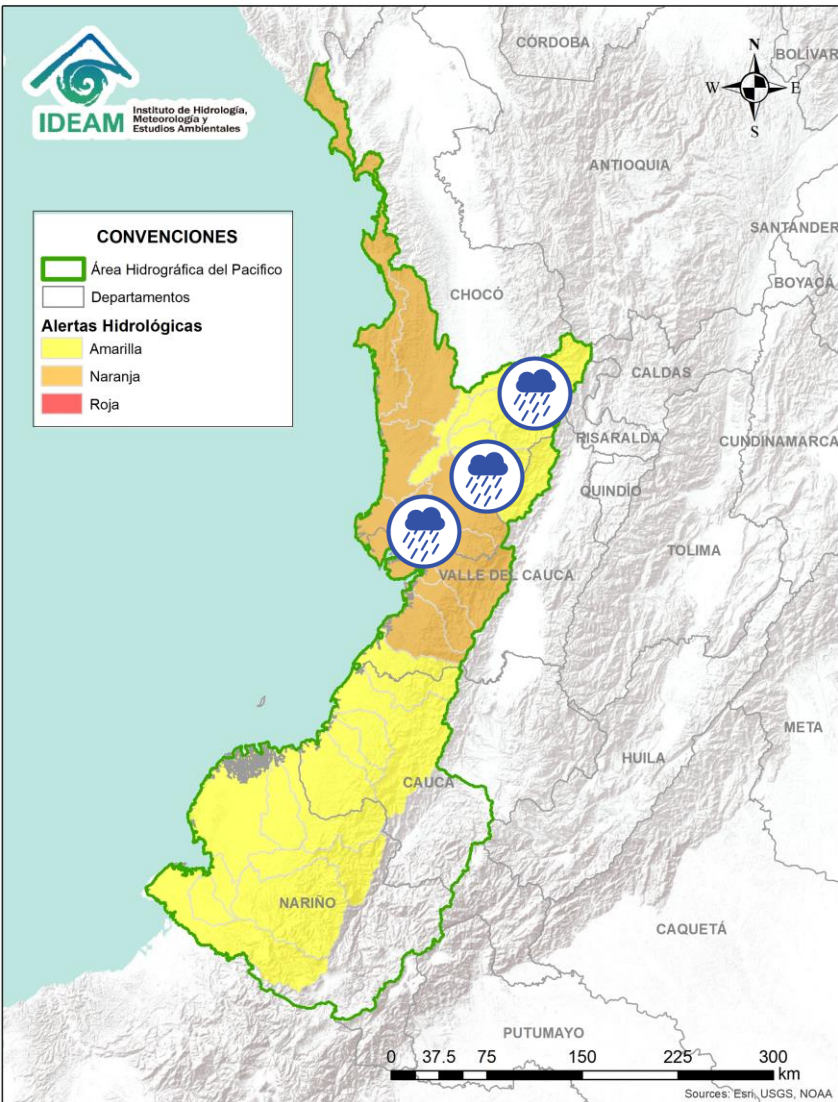 IDEAM
Instituto de Hidrología,
Meteorología y
Estudios Ambientales
CÓRDOBA
BOLIVAR
N
W
E
S
ANTIOQUIA
SANTANDER
BOYACÁ
CONVENCIONES
Área Hidrográfica del Pacifico
Departamentos
Alertas Hidrológicas
Amarilla
Naranja
Roja
CHOCÓ
CALDAS
RISARALDA
CUNDINAMARCA
QUINDÍO
TOLIMA
VALLE DEL CAUCA
META
HUILA
CAUCA
NARIÑO
CAQUETÁ
PUTUMAYO
0 37.5 75 150 225 300
km
Sources: Esri, USGS, NOAA